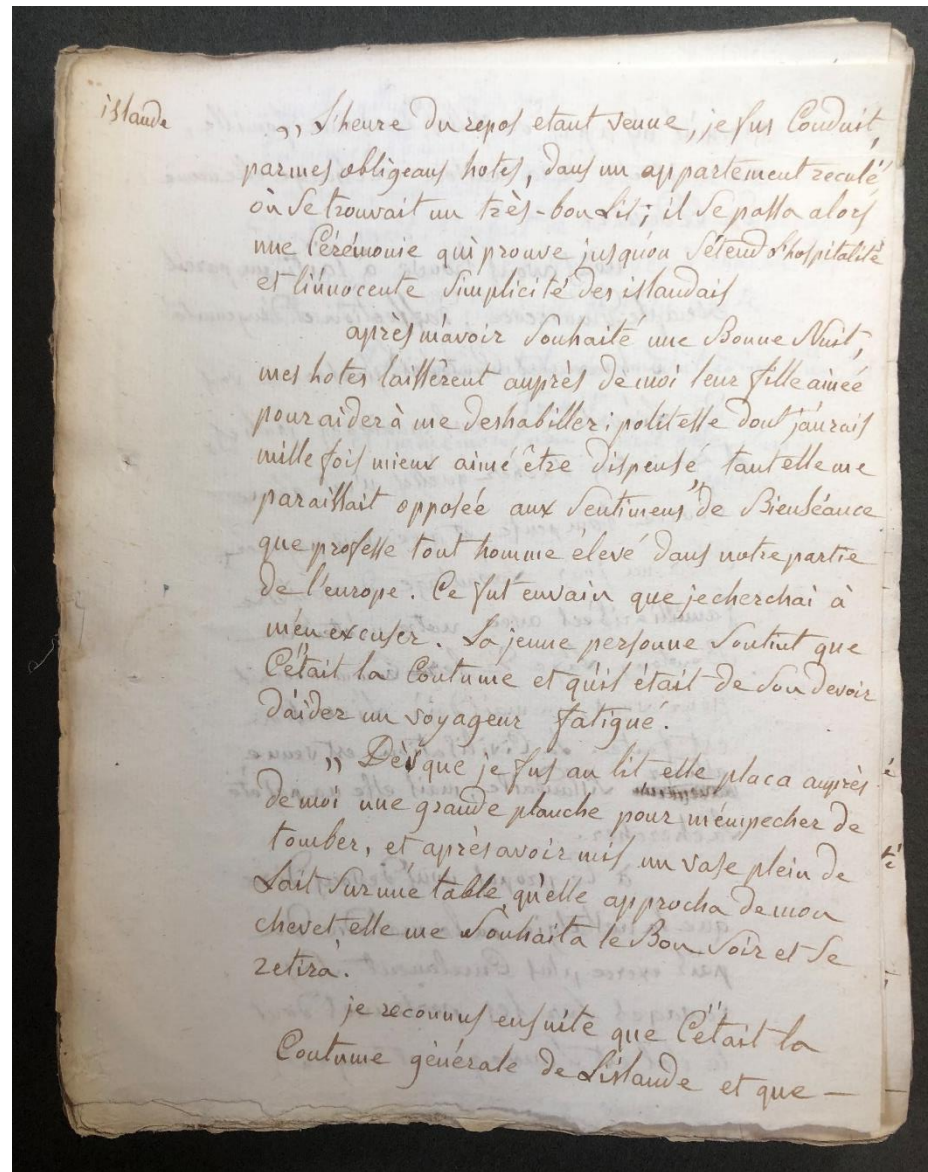 islande
„ L'heure du repos etant venue, je fus Conduit,
par mes obligeans hotes, dans un appartement reculé
où Se trouvait un très-bon Lit; il Se passa alors
une Cérémonie qui prouve jusqu'ou S'étend L'hospitalité
et l'innocente Simplicité des islandais
après m'avoir Souhaité une Bonne Nuit,
mes hotes laissèrent auprès de moi leur fille ainée
pour aider à me deshabiller; politesse dont j'aurais
mille fois mieux aimé être dispensé, tant elle me
paraissait opposée aux Sentimens de Bienséance
que professe tout homme élevé dans notre partie
de l'europe. Ce fut envain que je cherchai à
m'en excuser. La jeune personne Soutint que
C'était la Coutume et qu'il était de Son devoir
d'aider un voyageur fatigué.
„ Dès que je fus au lit, elle placa auprès
de moi une grande planche pour m'empecher de
tomber, et après avoir mis un vase plein de
Lait Sur une table qu'elle approcha de mon
chevet elle me Souhaita le Bon Soir et Se
retira.
je reconnus ensuite que C'était la
Coutume générale de L'islande et que —